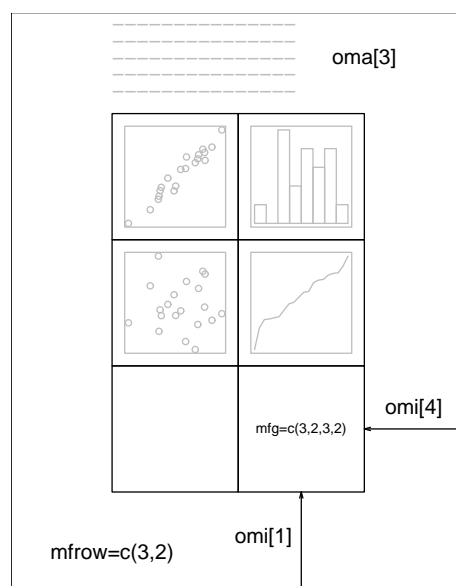 oma[3]
mfg=c(3,2,3,2)
omi[4]
omi[1]
mfrow=c(3,2)